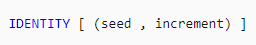 IDENTITY [ (seed , increment) ]